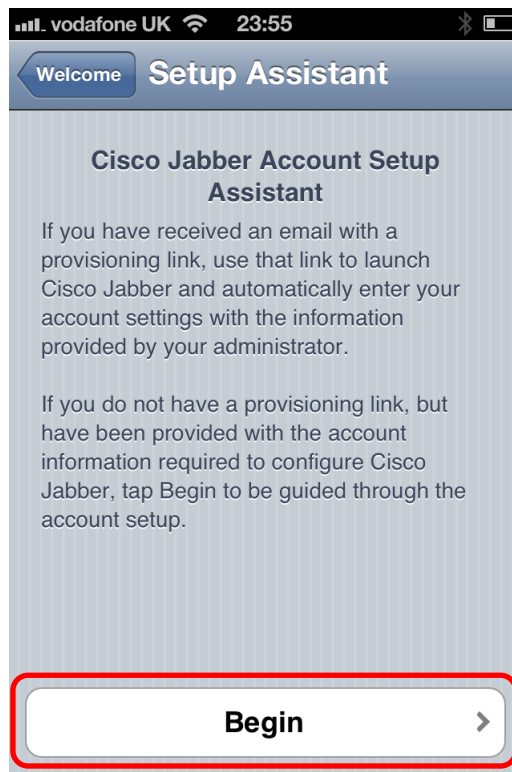 vodafone UK 23:55
Welcome Setup Assistant
Cisco Jabber Account Setup
Assistant
If you have received an email with a
provisioning link, use that link to launch
Cisco Jabber and automatically enter your
account settings with the information
provided by your administrator.
If you do not have a provisioning link, but
have been provided with the account
information required to configure Cisco
Jabber, tap Begin to be guided through the
account setup.
Begin